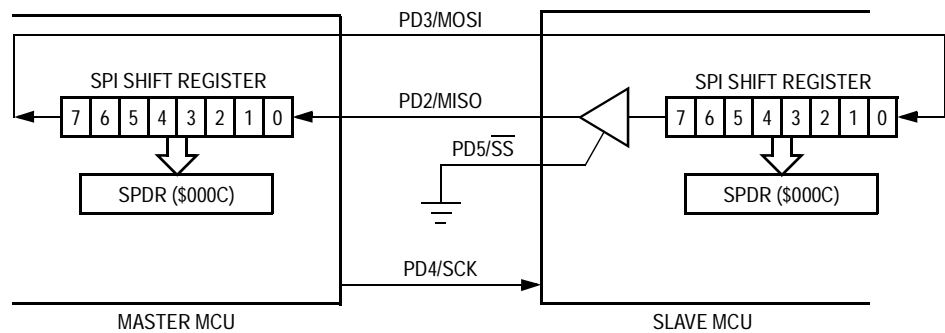 PD3/MOSI
SPI SHIFT REGISTER
7 6 5 4 3 2 1 0
SPDR ($000C)
PD2/MISO
PD5/SS̅
PD4/SCK
SPI SHIFT REGISTER
7 6 5 4 3 2 1 0
SPDR ($000C)
MASTER MCU
SLAVE MCU